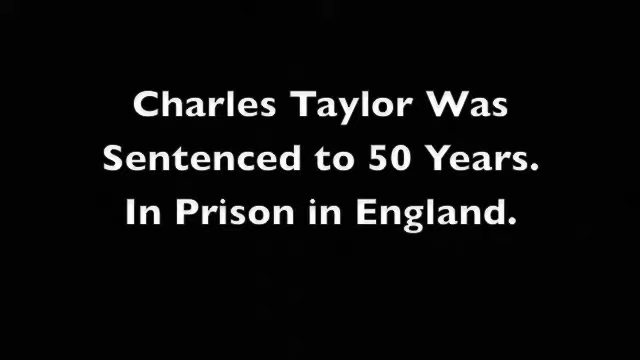 Charles Taylor Was
Sentenced to 50 Years.
In Prison in England.